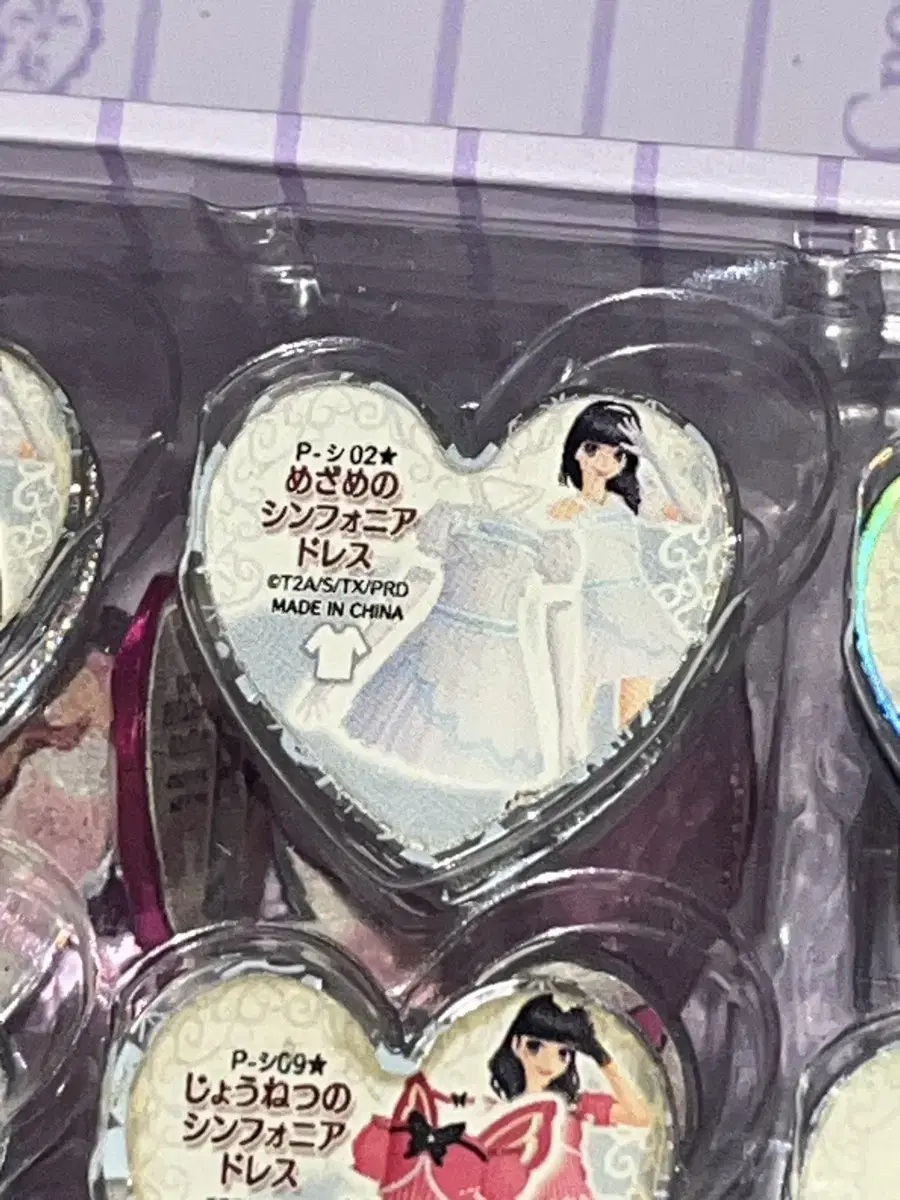 P-シ02★
めざめの
シンフォニア
ドレス
©T2A/S/TX/PRD
MADE IN CHINA
P-シ09★
じょうねつの
シンフォニア
ドレス